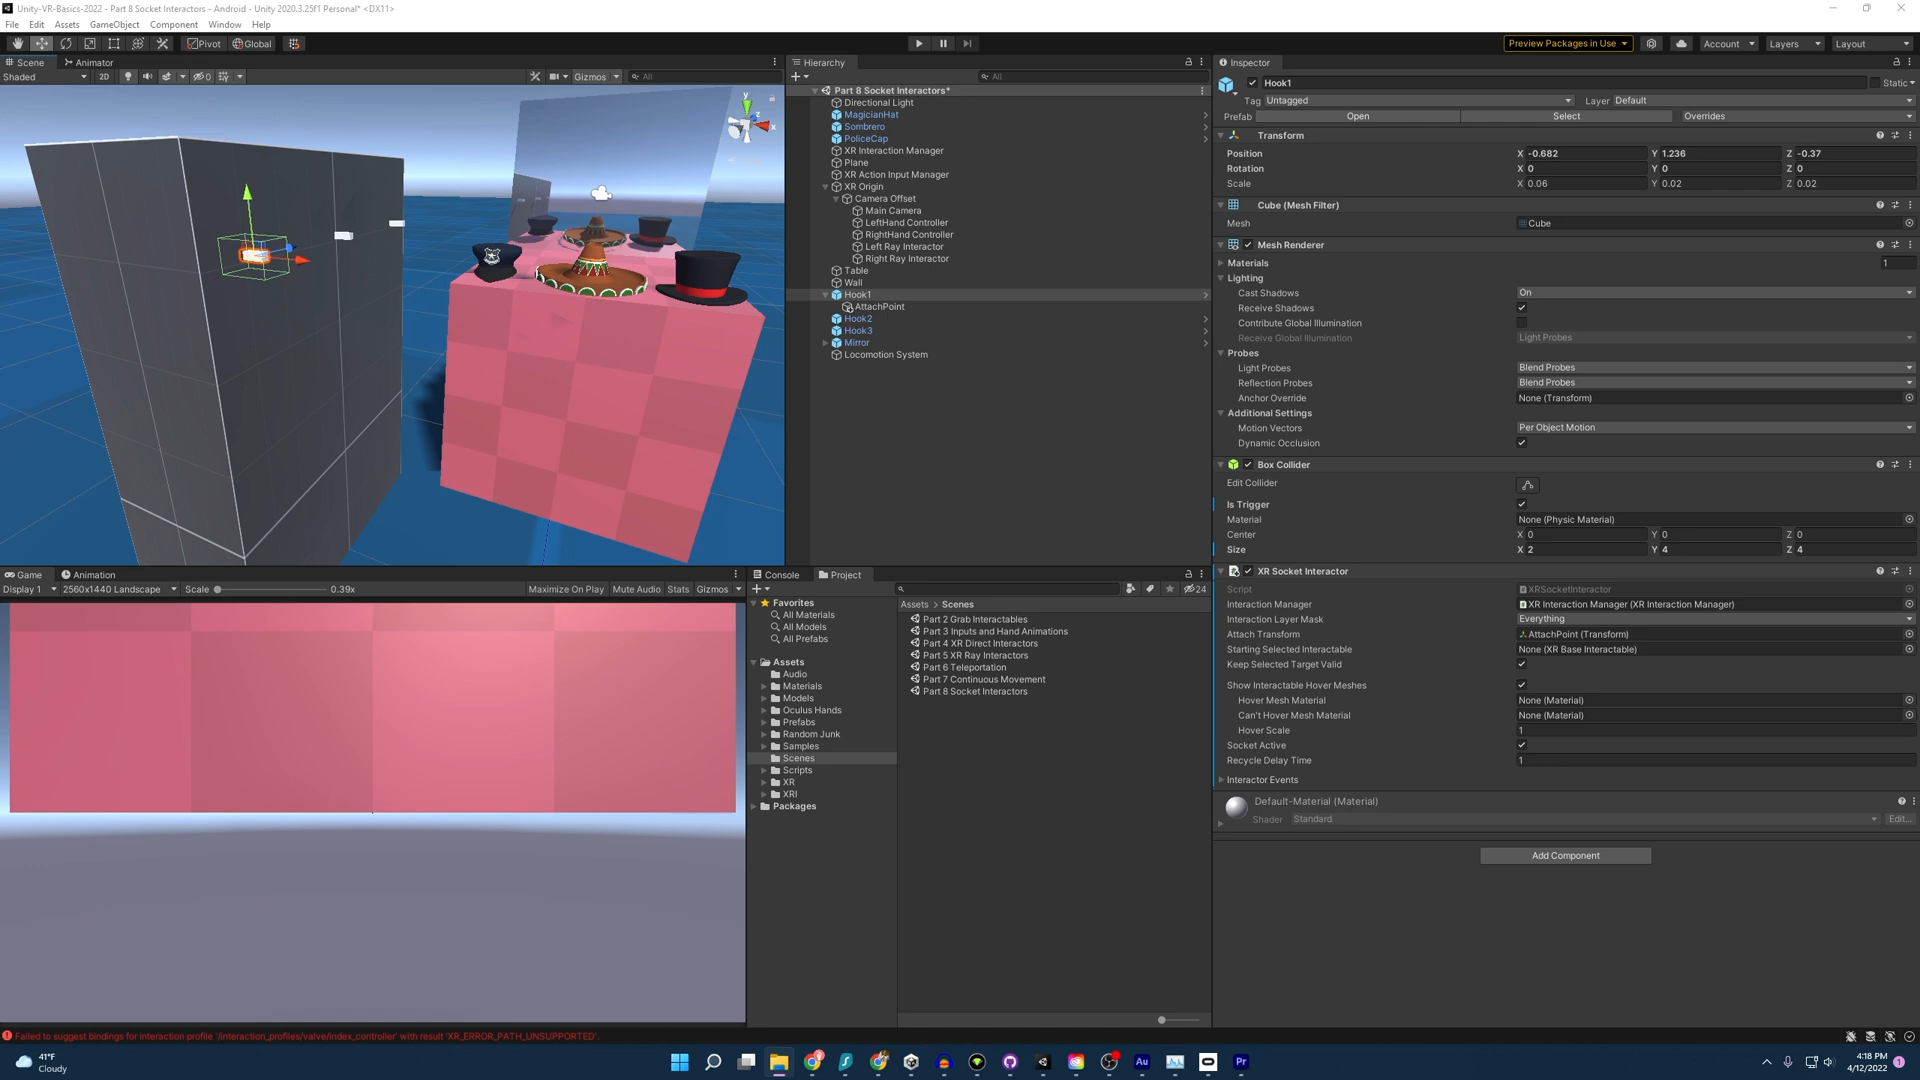 Unity-VR-Basics-2022 - Part 8 Socket Interactors - Android - Unity 2020.3.25f1 Personal* <DX11>
File Edit Assets GameObject Component Window Help
Pivot Global Preview Packages in Use Account Layers Layout
Scene Animator
Shaded 2D 0 Gizmos All
y x z
Hierarchy
All
Part 8 Socket Interactors*
Directional Light
MagicianHat
Sombrero
PoliceCap
XR Interaction Manager
Plane
XR Action Input Manager
XR Origin
Camera Offset
Main Camera
LeftHand Controller
RightHand Controller
Left Ray Interactor
Right Ray Interactor
Table
Wall
Hook1
AttachPoint
Hook2
Hook3
Mirror
Locomotion System
Inspector
Hook1 Static
Tag Untagged Layer Default
Prefab Open Select Overrides
Transform
Position X -0.682 Y 1.236 Z -0.37
Rotation X 0 Y 0 Z 0
Scale X 0.06 Y 0.02 Z 0.02
Cube (Mesh Filter)
Mesh Cube
Mesh Renderer
Materials 1
Lighting
Cast Shadows On
Receive Shadows
Contribute Global Illumination
Receive Global Illumination Light Probes
Probes
Light Probes Blend Probes
Reflection Probes Blend Probes
Anchor Override None (Transform)
Additional Settings
Motion Vectors Per Object Motion
Dynamic Occlusion
Box Collider
Edit Collider
Is Trigger
Material None (Physic Material)
Center X 0 Y 0 Z 0
Size X 2 Y 4 Z 4
XR Socket Interactor
Script XRSocketInteractor
Interaction Manager XR Interaction Manager (XR Interaction Manager)
Interaction Layer Mask Everything
Attach Transform AttachPoint (Transform)
Starting Selected Interactable None (XR Base Interactable)
Keep Selected Target Valid
Show Interactable Hover Meshes
Hover Mesh Material None (Material)
Can't Hover Mesh Material None (Material)
Hover Scale 1
Socket Active
Recycle Delay Time 1
Interactor Events
Default-Material (Material)
Shader Standard Edit...
Add Component
Game Animation
Display 1 2560x1440 Landscape Scale 0.39x Maximize On Play Mute Audio Stats Gizmos
Console Project
24
Favorites
All Materials
All Models
All Prefabs
Assets
Audio
Materials
Models
Oculus Hands
Prefabs
Random Junk
Samples
Scenes
Scripts
XR
XRI
Packages
Assets > Scenes
Part 2 Grab Interactables
Part 3 Inputs and Hand Animations
Part 4 XR Direct Interactors
Part 5 XR Ray Interactors
Part 6 Teleportation
Part 7 Continuous Movement
Part 8 Socket Interactors
Failed to suggest bindings for interaction profile '/interaction_profiles/valve/index_controller' with result 'XR_ERROR_PATH_UNSUPPORTED'.
41°F
Cloudy
Au Pr
4:18 PM
4/12/2022
1